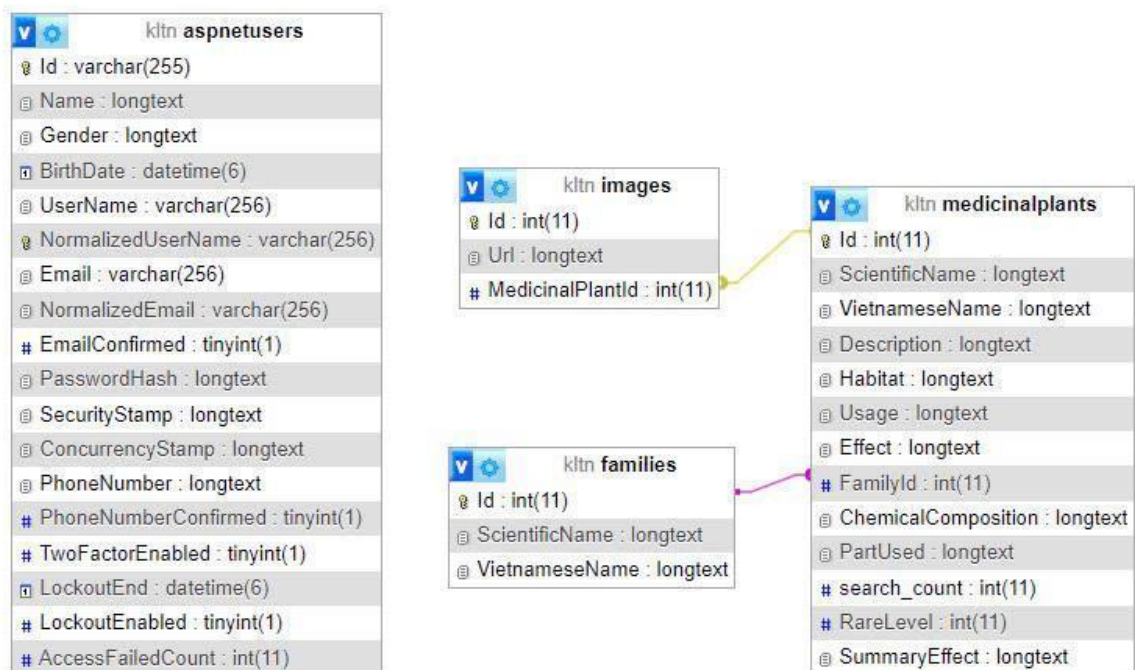 kltn aspnetusers
Id : varchar(255)
Name : longtext
Gender : longtext
BirthDate : datetime(6)
UserName : varchar(256)
NormalizedUserName : varchar(256)
Email : varchar(256)
NormalizedEmail : varchar(256)
EmailConfirmed : tinyint(1)
PasswordHash : longtext
SecurityStamp : longtext
ConcurrencyStamp : longtext
PhoneNumber : longtext
PhoneNumberConfirmed : tinyint(1)
TwoFactorEnabled : tinyint(1)
LockoutEnd : datetime(6)
LockoutEnabled : tinyint(1)
AccessFailedCount : int(11)
kltn images
Id : int(11)
Url : longtext
MedicinalPlantId : int(11)
kltn families
Id : int(11)
ScientificName : longtext
VietnameseName : longtext
kltn medicinalplants
Id : int(11)
ScientificName : longtext
VietnameseName : longtext
Description : longtext
Habitat : longtext
Usage : longtext
Effect : longtext
FamilyId : int(11)
ChemicalComposition : longtext
PartUsed : longtext
search_count : int(11)
RareLevel : int(11)
SummaryEffect : longtext